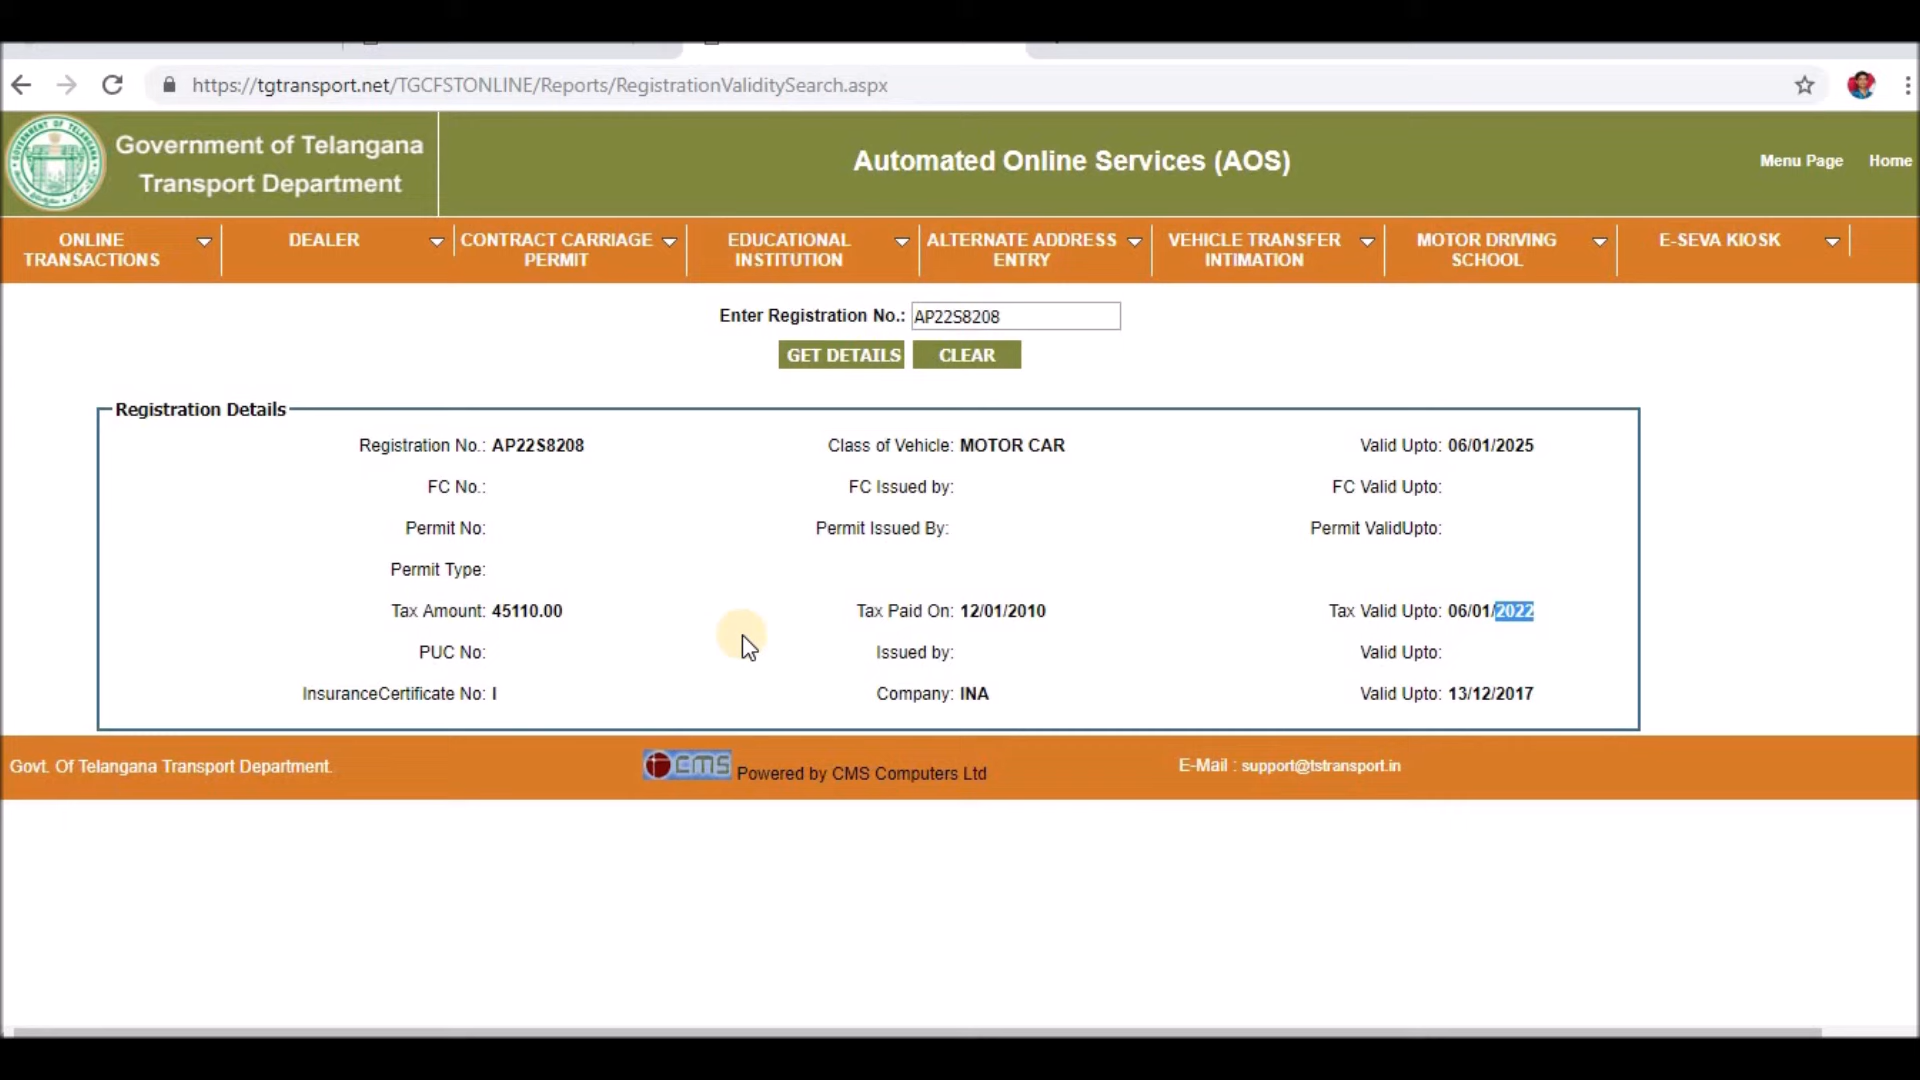 https://tgtransport.net/TGCFSTONLINE/Reports/RegistrationValiditySearch.aspx
Government of Telangana
Transport Department
Automated Online Services (AOS)
Menu Page Home
ONLINE TRANSACTIONS
DEALER
CONTRACT CARRIAGE PERMIT
EDUCATIONAL INSTITUTION
ALTERNATE ADDRESS ENTRY
VEHICLE TRANSFER INTIMATION
MOTOR DRIVING SCHOOL
E-SEVA KIOSK
Enter Registration No.: AP22S8208
GET DETAILS CLEAR
Registration Details
Registration No.: AP22S8208 Class of Vehicle: MOTOR CAR Valid Upto: 06/01/2025
FC No.: FC Issued by: FC Valid Upto:
Permit No: Permit Issued By: Permit ValidUpto:
Permit Type:
Tax Amount: 45110.00 Tax Paid On: 12/01/2010 Tax Valid Upto: 06/01/2022
PUC No: Issued by: Valid Upto:
InsuranceCertificate No: I Company: INA Valid Upto: 13/12/2017
Govt. Of Telangana Transport Department. CMS Powered by CMS Computers Ltd E-Mail : support@tstransport.in